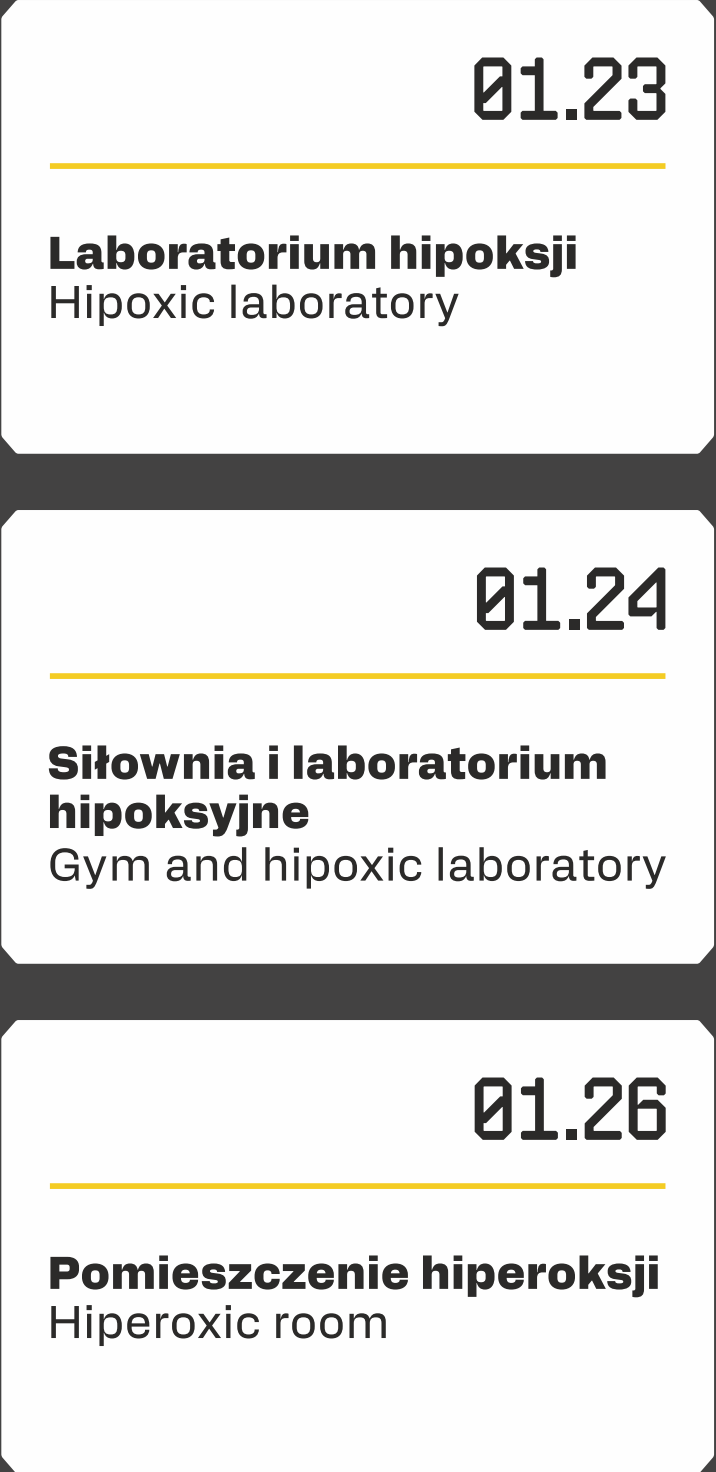 01.23
Laboratorium hipoksji
Hipoxic laboratory
01.24
Siłownia i laboratorium
hipoksyjne
Gym and hipoxic laboratory
01.26
Pomieszczenie hiperoksji
Hiperoxic room